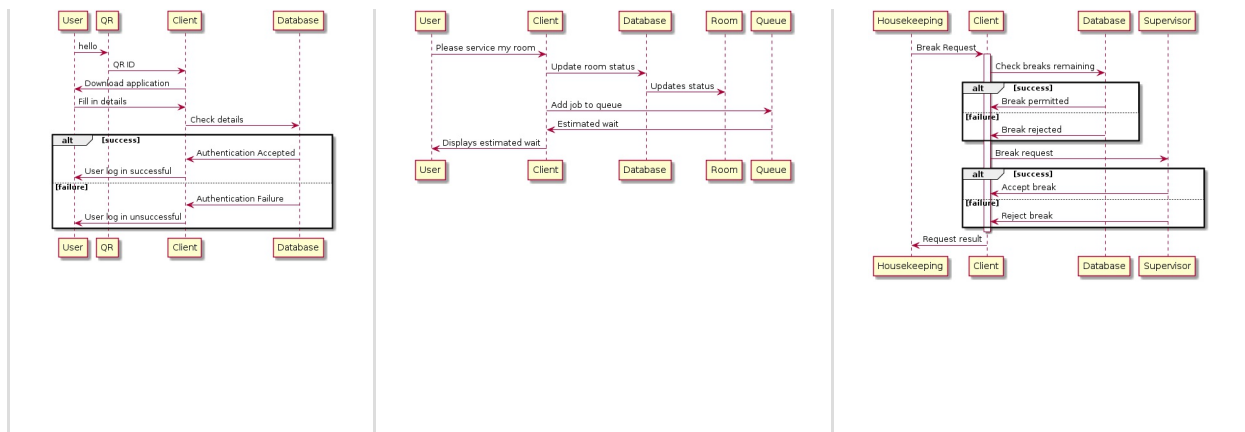 User QR Client Database
hello
QR ID
Download application
Fill in details
Check details
alt [success]
Authentication Accepted
User log in successful
[failure]
Authentication Failure
User log in unsuccessful
User QR Client Database
User Client Database Room Queue
Please service my room
Update room status
Updates status
Add job to queue
Estimated wait
Displays estimated wait
User Client Database Room Queue
Housekeeping Client Database Supervisor
Break Request
Check breaks remaining
alt [success]
Break permitted
[failure]
Break rejected
Break request
alt [success]
Accept break
[failure]
Reject break
Request result
Housekeeping Client Database Supervisor